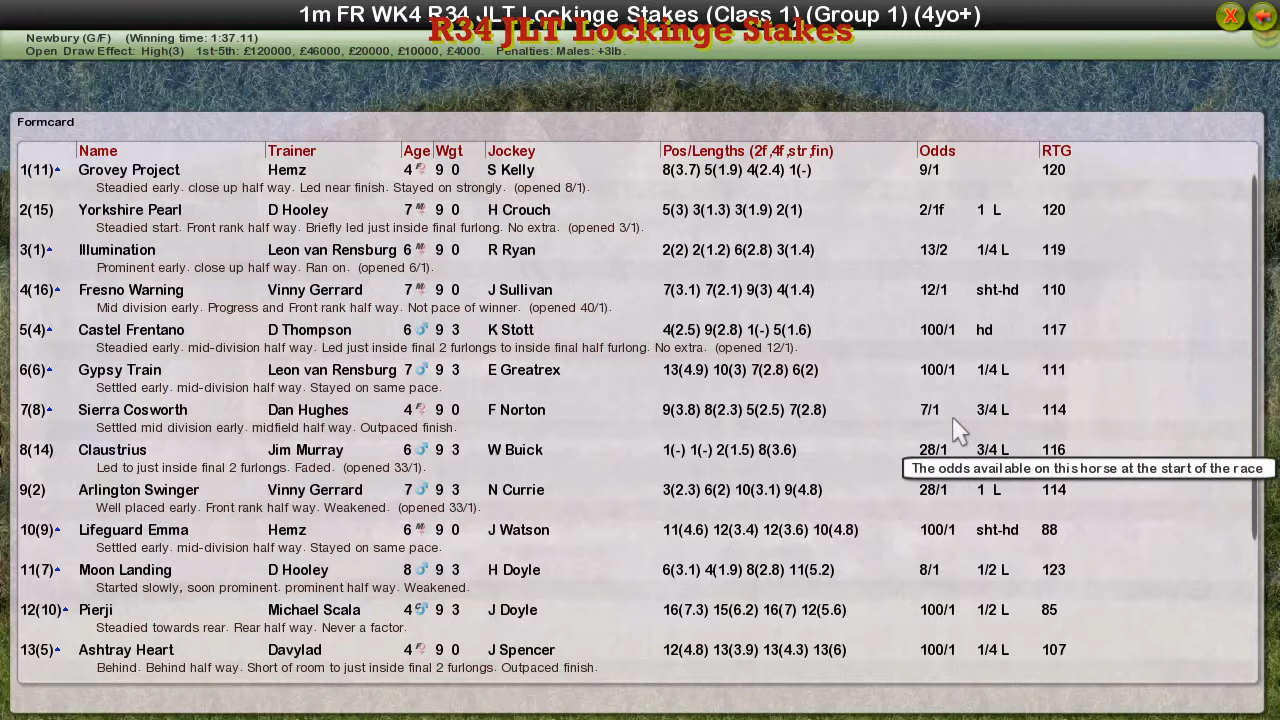 1m FR WK4 R34 JLT Lockinge Stakes (Class 1) (Group 1) (4yo+)
R34 JLT Lockinge Stakes
Newbury (G/F) (Winning time: 1:37.11)
Open Draw Effect: High(3) 1st-5th: £120000, £46000, £20000, £10000, £4000. Penalties: Males: +3lb.
Formcard
Name Trainer Age Wgt Jockey Pos/Lengths (2f,4f,str,fin) Odds RTG
1(11) Grovey Project Hemz 4 9 0 S Kelly 8(3.7) 5(1.9) 4(2.4) 1(-) 9/1 120
Steadied early. close up half way. Led near finish. Stayed on strongly. (opened 8/1).
2(15) Yorkshire Pearl D Hooley 7 9 0 H Crouch 5(3) 3(1.3) 3(1.9) 2(1) 2/1f 1 L 120
Steadied start. Front rank half way. Briefly led just inside final furlong. No extra. (opened 3/1).
3(1) Illumination Leon van Rensburg 6 9 0 R Ryan 2(2) 2(1.2) 6(2.8) 3(1.4) 13/2 1/4 L 119
Prominent early. close up half way. Ran on. (opened 6/1).
4(16) Fresno Warning Vinny Gerrard 7 9 0 J Sullivan 7(3.1) 7(2.1) 9(3) 4(1.4) 12/1 sht-hd 110
Mid division early. Progress and Front rank half way. Not pace of winner. (opened 40/1).
5(4) Castel Frentano D Thompson 6 9 3 K Stott 4(2.5) 9(2.8) 1(-) 5(1.6) 100/1 hd 117
Steadied early. mid-division half way. Led just inside final 2 furlongs to inside final half furlong. No extra. (opened 12/1).
6(6) Gypsy Train Leon van Rensburg 7 9 3 E Greatrex 13(4.9) 10(3) 7(2.8) 6(2) 100/1 1/4 L 111
Settled early. mid-division half way. Stayed on same pace.
7(8) Sierra Cosworth Dan Hughes 4 9 0 F Norton 9(3.8) 8(2.3) 5(2.5) 7(2.8) 7/1 3/4 L 114
Settled mid division early. midfield half way. Outpaced finish.
8(14) Claustrius Jim Murray 6 9 3 W Buick 1(-) 1(-) 2(1.5) 8(3.6) 28/1 3/4 L 116
Led to just inside final 2 furlongs. Faded. (opened 33/1).
The odds available on this horse at the start of the race
9(2) Arlington Swinger Vinny Gerrard 7 9 3 N Currie 3(2.3) 6(2) 10(3.1) 9(4.8) 28/1 1 L 114
Well placed early. Front rank half way. Weakened. (opened 33/1).
10(9) Lifeguard Emma Hemz 6 9 0 J Watson 11(4.6) 12(3.4) 12(3.6) 10(4.8) 100/1 sht-hd 88
Settled early. mid-division half way. Stayed on same pace.
11(7) Moon Landing D Hooley 8 9 3 H Doyle 6(3.1) 4(1.9) 8(2.8) 11(5.2) 8/1 1/2 L 123
Started slowly, soon prominent. prominent half way. Weakened.
12(10) Pierji Michael Scala 4 9 3 J Doyle 16(7.3) 15(6.2) 16(7) 12(5.6) 100/1 1/2 L 85
Steadied towards rear. Rear half way. Never a factor.
13(5) Ashtray Heart Davylad 4 9 0 J Spencer 12(4.8) 13(3.9) 13(4.3) 13(6) 100/1 1/4 L 107
Behind. Behind half way. Short of room to just inside final 2 furlongs. Outpaced finish.